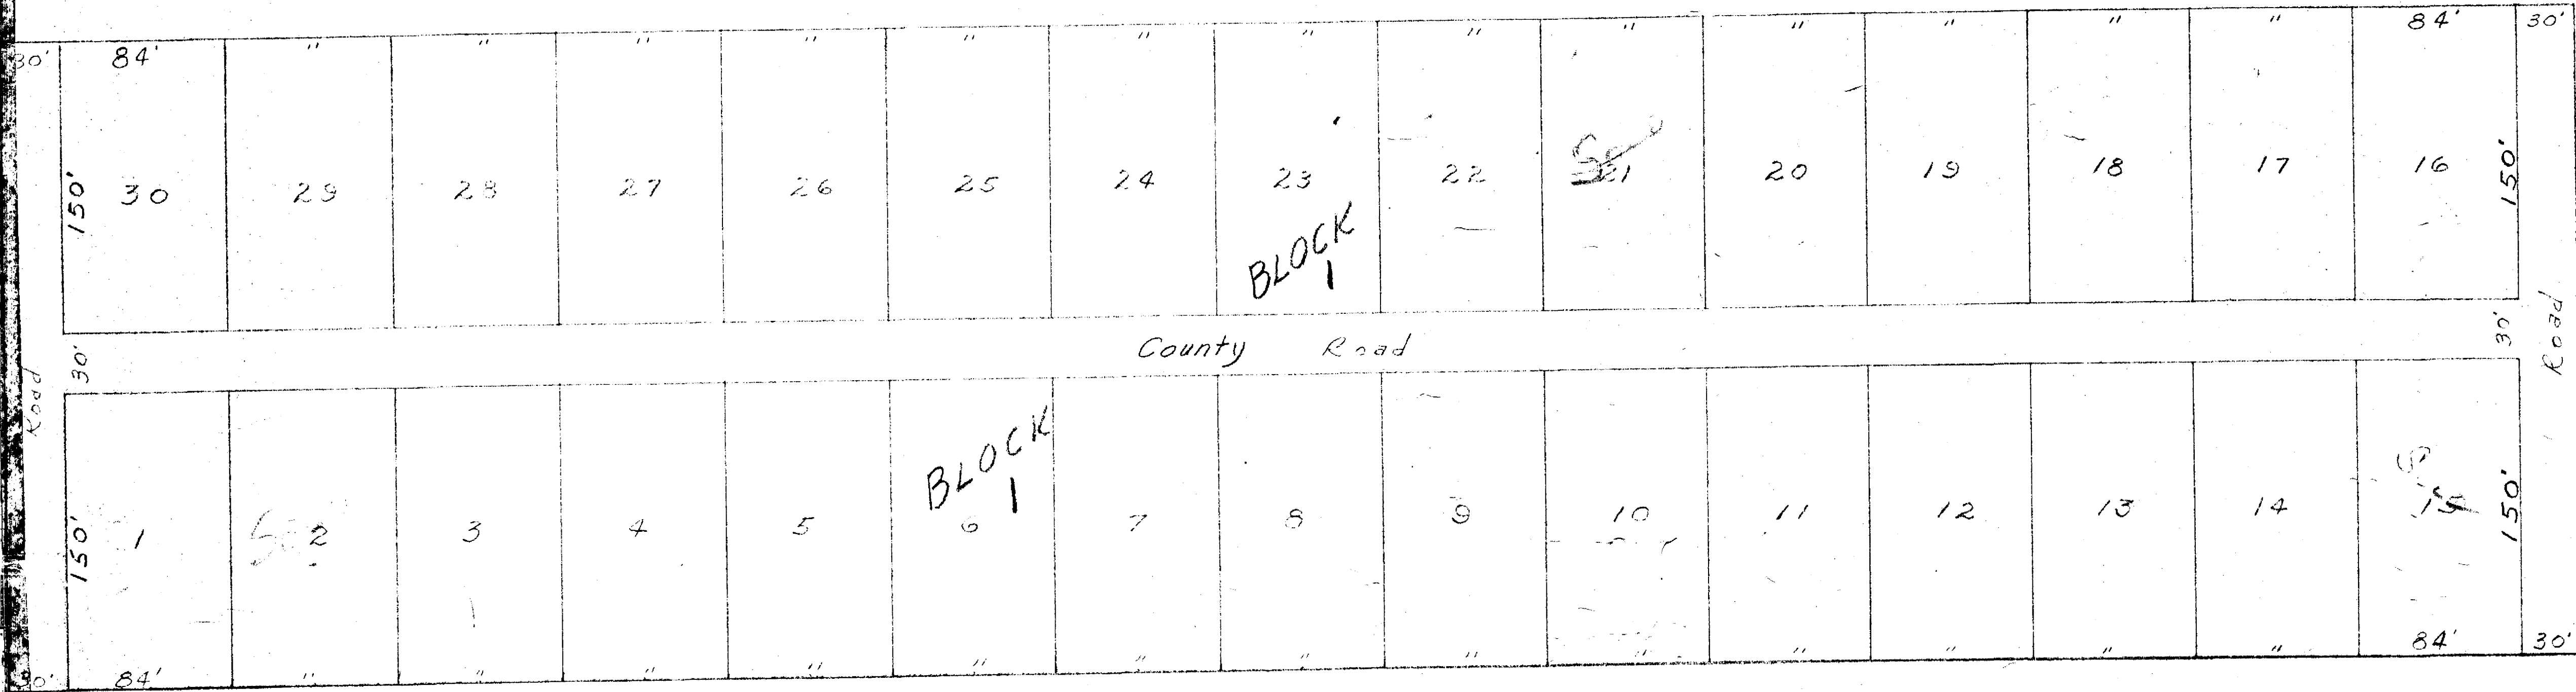 30' 84' " " " " " " " " " " " " " 84' 30'
150' 30 29 28 27 26 25 24 23 22 21 20 19 18 17 16 150'
BLOCK
1
Road 30' County Road 30' Road
BLOCK
1
150' 1 2 3 4 5 6 7 8 9 10 11 12 13 14 15 150'
30' 84' " " " " " " " " " " " " " 84' 30'